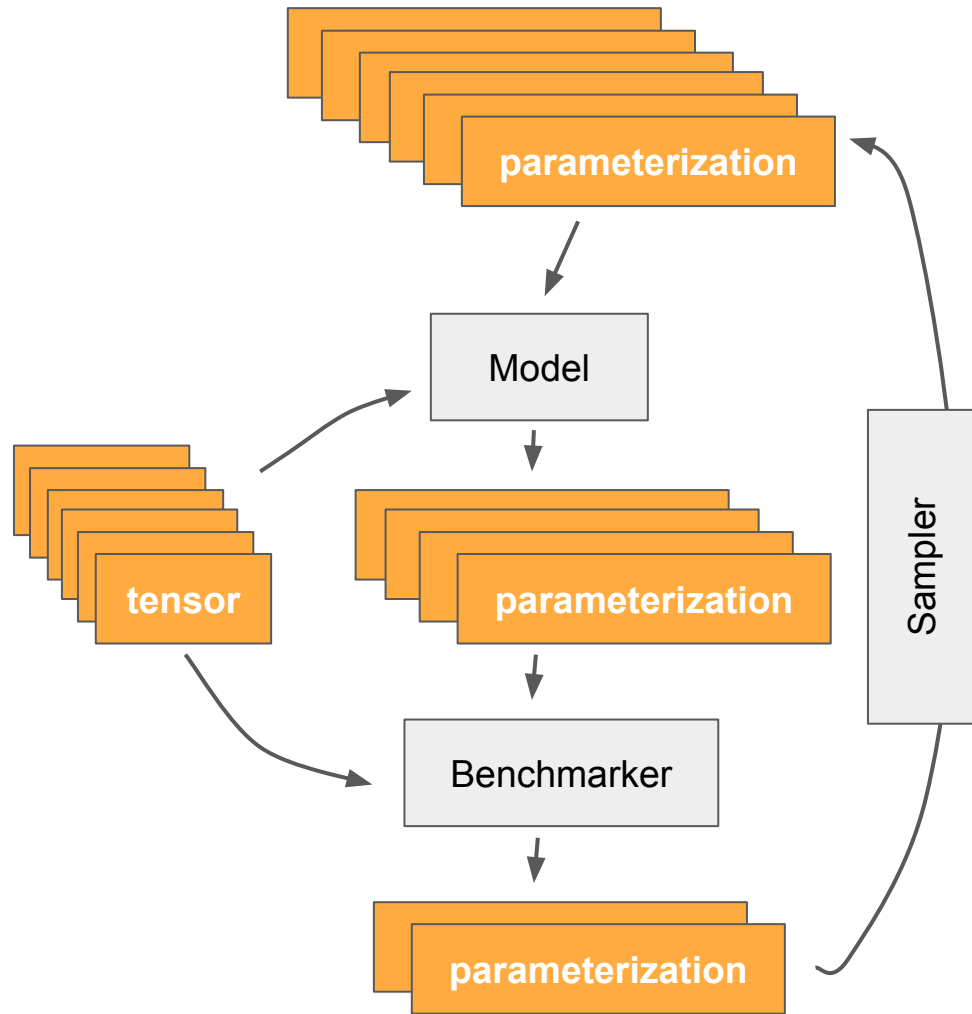 parameterization
Model
tensor
parameterization
Sampler
Benchmarker
parameterization